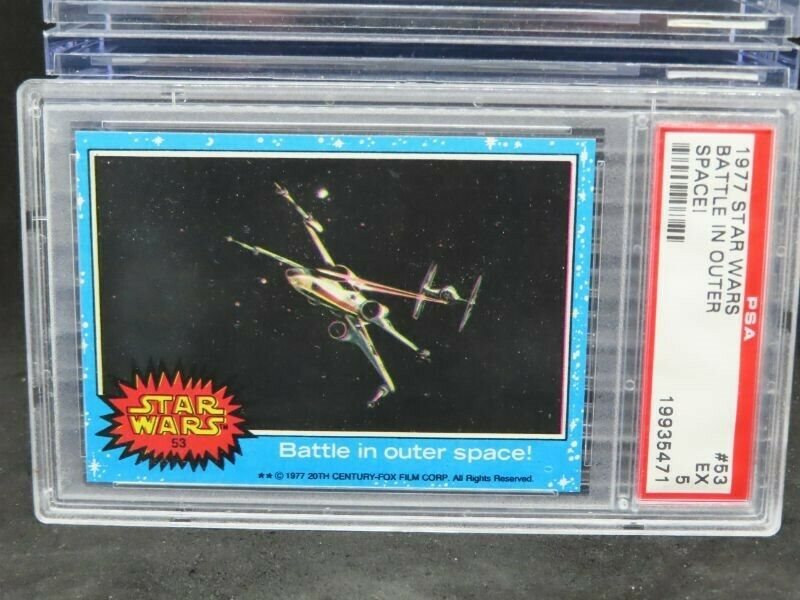 STAR
WARS
53
Battle in outer space!
★★ © 1977 20TH CENTURY-FOX FILM CORP. All Rights Reserved.
PSA
1977 STAR WARS
BATTLE IN OUTER
SPACE!
#53
EX 5
19935471